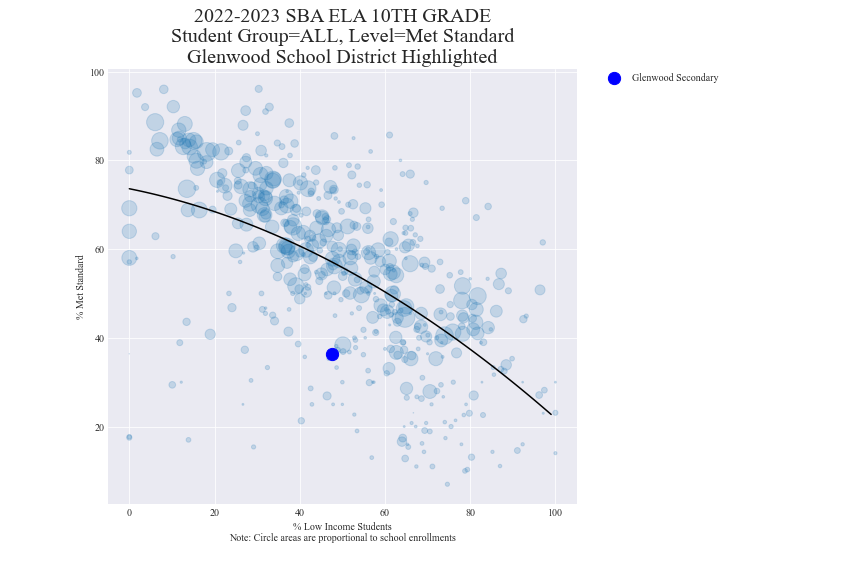 2022-2023 SBA ELA 10TH GRADE
Student Group=ALL, Level=Met Standard
Glenwood School District Highlighted
Glenwood Secondary
% Met Standard
100
80
60
40
20
0 20 40 60 80 100
% Low Income Students
Note: Circle areas are proportional to school enrollments